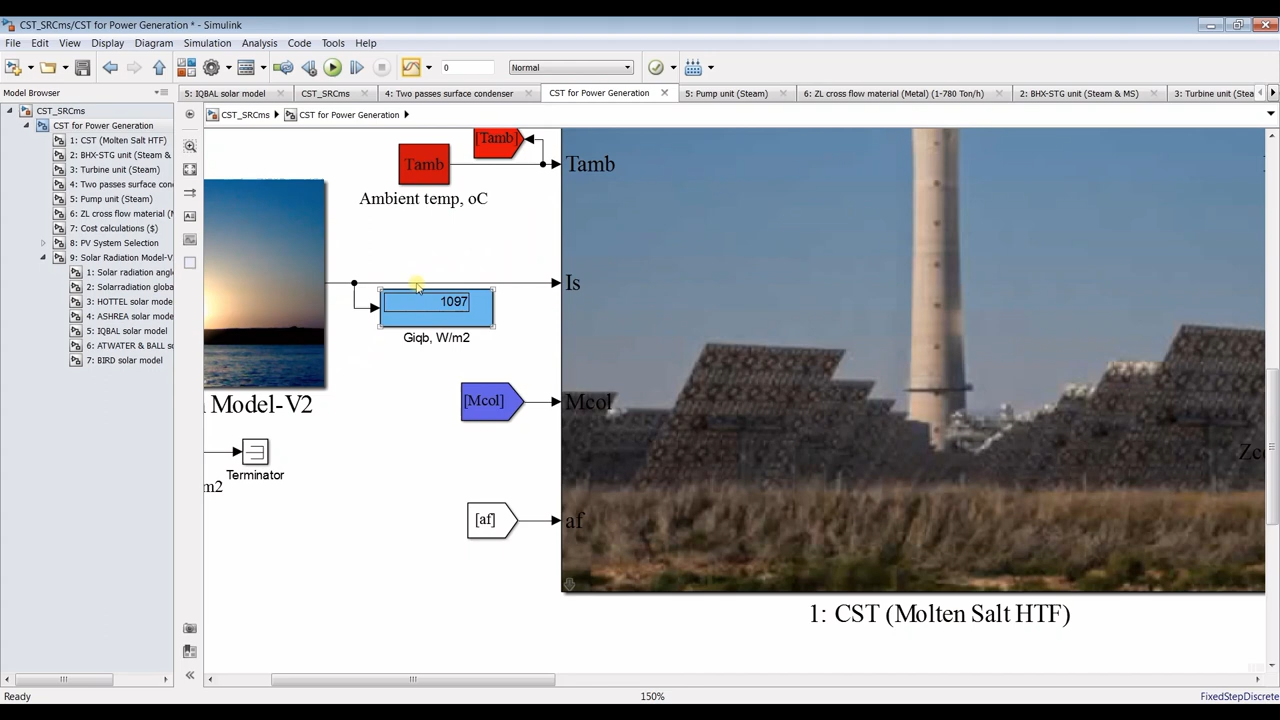 CST_SRCms/CST for Power Generation * - Simulink
File Edit View Display Diagram Simulation Analysis Code Tools Help
0 Normal
Model Browser
5: IQBAL solar model
CST_SRCms
4: Two passes surface condenser
CST for Power Generation
5: Pump unit (Steam)
6: ZL cross flow material (Metal) (1-780 Ton/h)
2: BHX-STG unit (Steam & MS)
3: Turbine unit (Stea
CST_SRCms
CST for Power Generation
1: CST (Molten Salt HTF)
2: BHX-STG unit (Steam &
3: Turbine unit (Steam)
4: Two passes surface con
5: Pump unit (Steam)
6: ZL cross flow material (M
7: Cost calculations ($)
8: PV System Selection
9: Solar Radiation Model-V
1: Solar radiation angl
2: Solarradiation globa
3: HOTTEL solar mode
4: ASHREA solar mode
5: IQBAL solar model
6: ATWATER & BALL so
7: BIRD solar model
CST_SRCms CST for Power Generation
[Tamb]
Tamb
Tamb
Ambient temp, oC
Is
1097
Giqb, W/m2
Model-V2
[Mcol]
Mcol
Terminator
m2
[af]
af
1: CST (Molten Salt HTF)
Ready
150%
FixedStepDiscrete